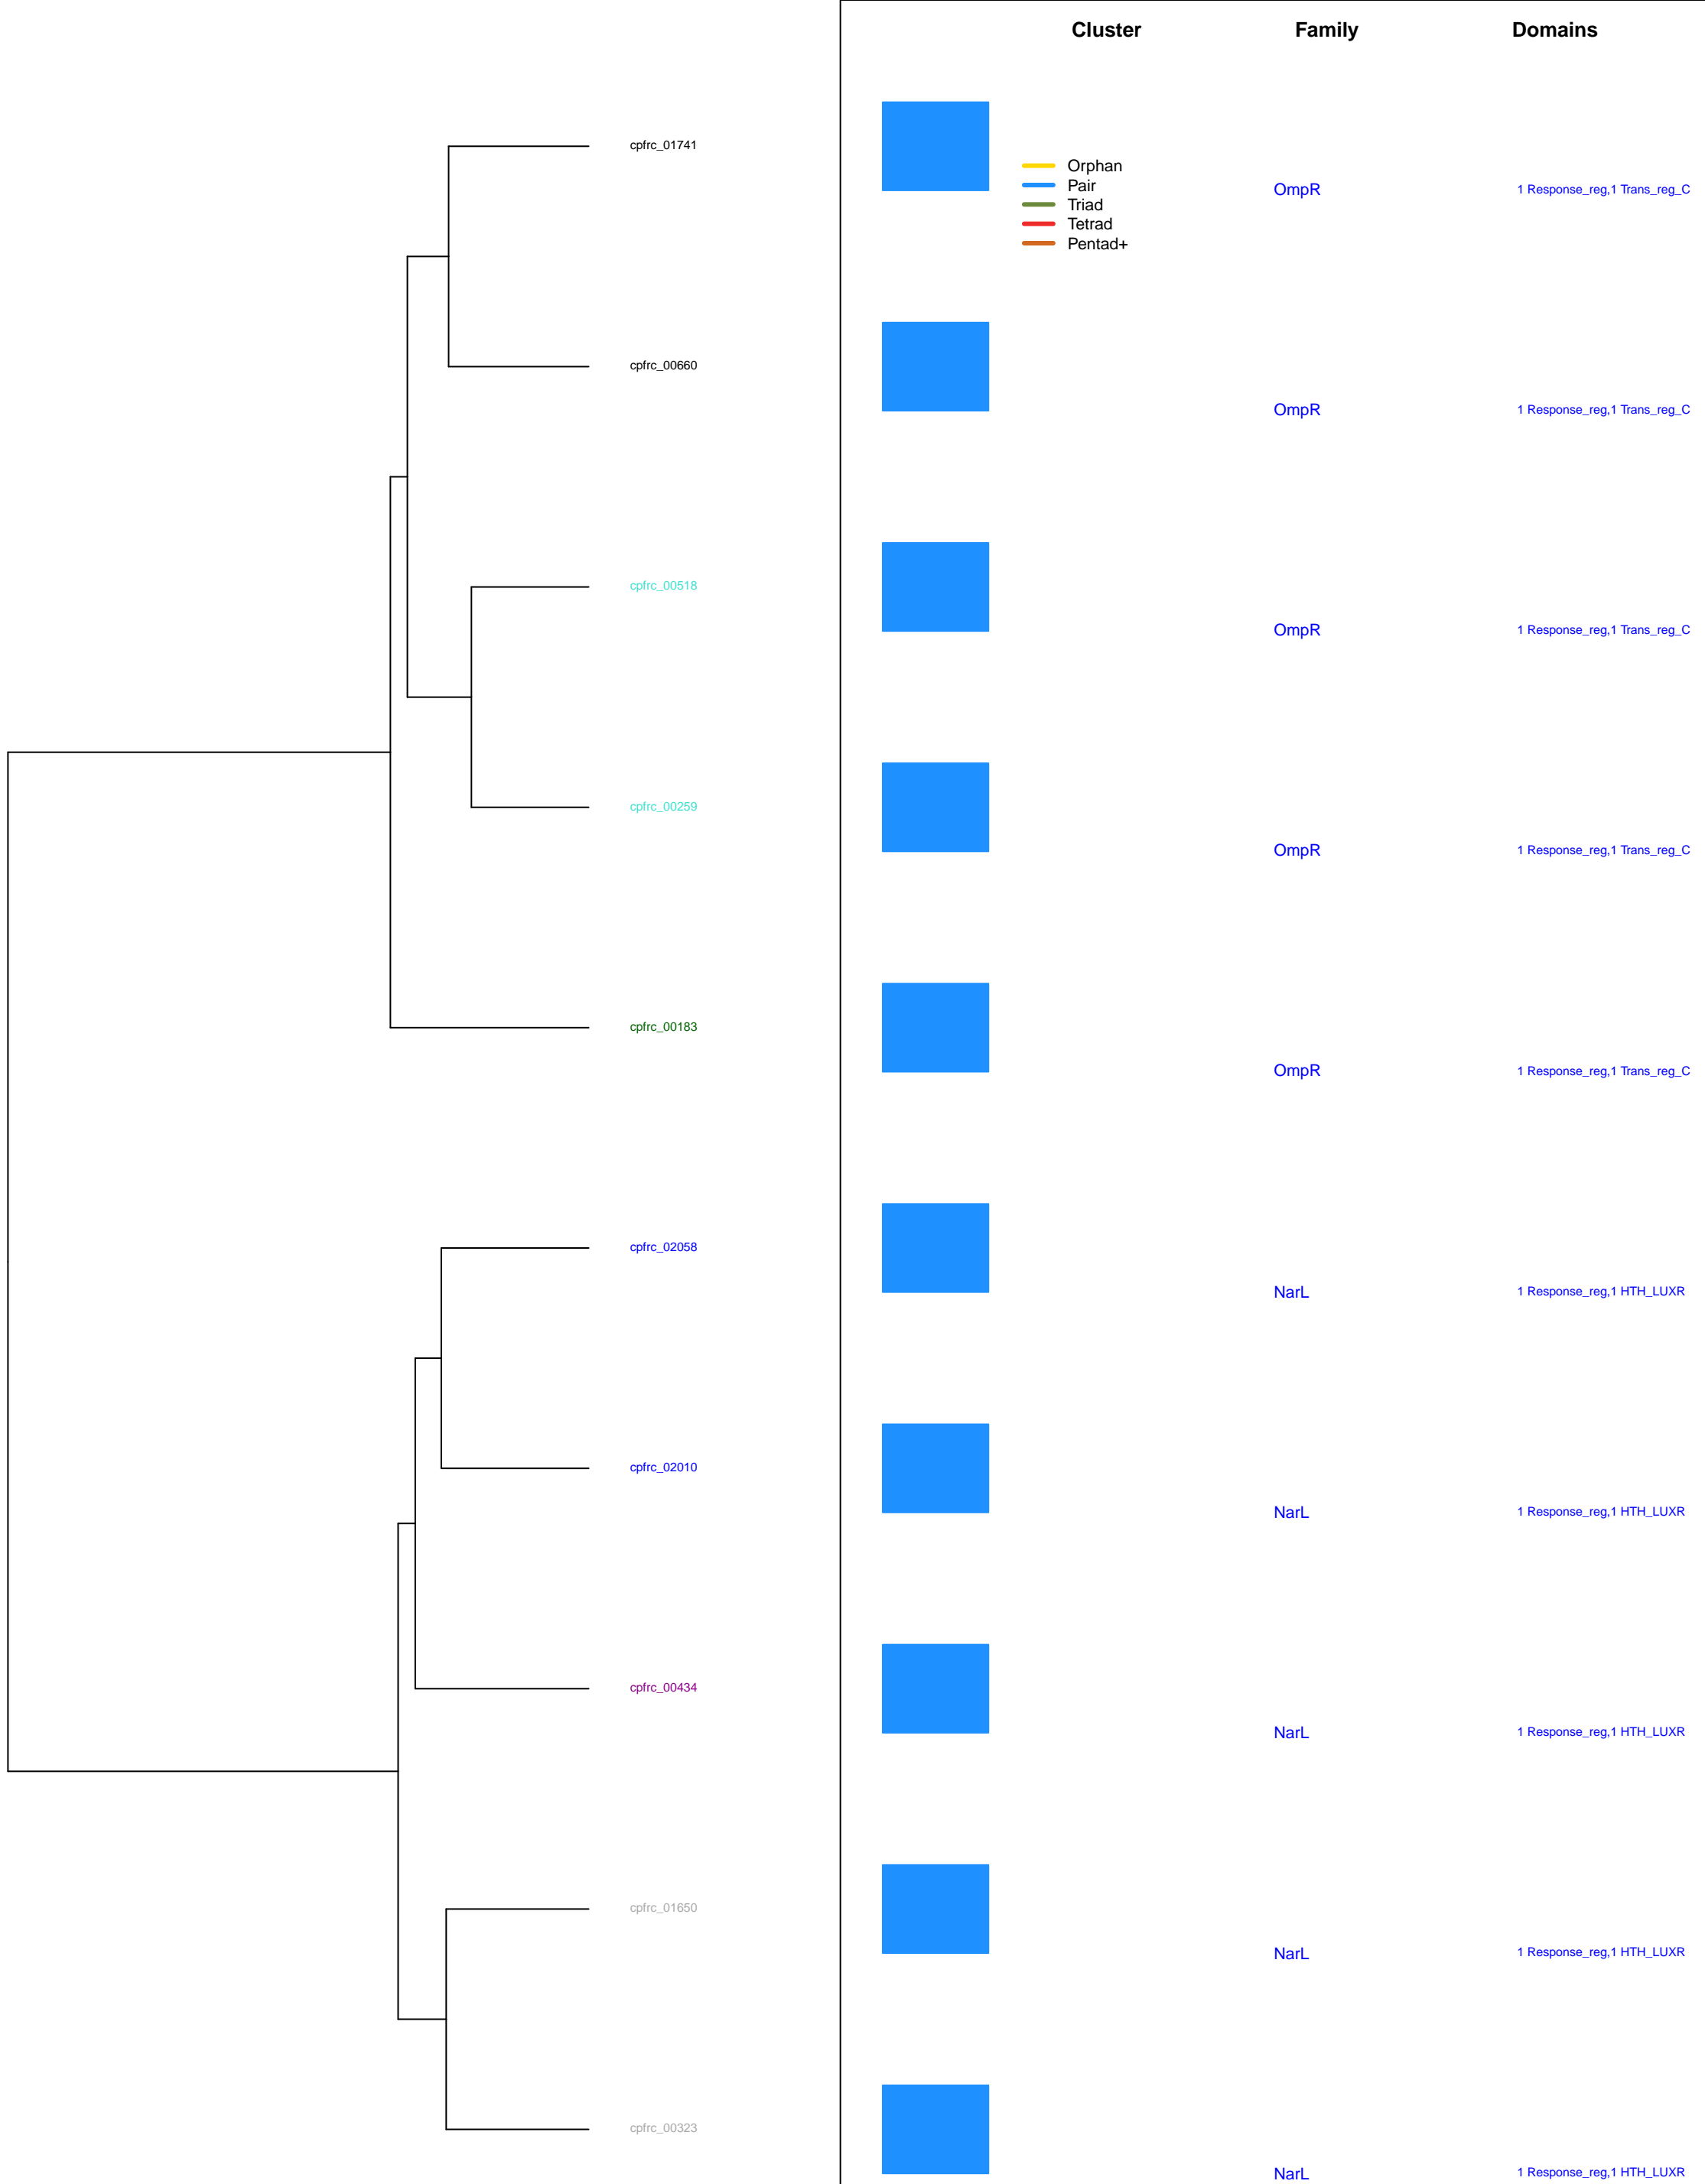 Cluster Family Domains
cpfrc_01741
Orphan
Pair
OmpR 1 Response_reg,1 Trans_reg_C
Triad
Tetrad
Pentad+
cpfrc_00660
OmpR 1 Response_reg,1 Trans_reg_C
cpfrc_00518
OmpR 1 Response_reg,1 Trans_reg_C
cpfrc_00259
OmpR 1 Response_reg,1 Trans_reg_C
cpfrc_00183
OmpR 1 Response_reg,1 Trans_reg_C
cpfrc_02058
NarL 1 Response_reg,1 HTH_LUXR
cpfrc_02010
NarL 1 Response_reg,1 HTH_LUXR
cpfrc_00434
NarL 1 Response_reg,1 HTH_LUXR
cpfrc_01650
NarL 1 Response_reg,1 HTH_LUXR
cpfrc_00323
NarL 1 Response_reg,1 HTH_LUXR